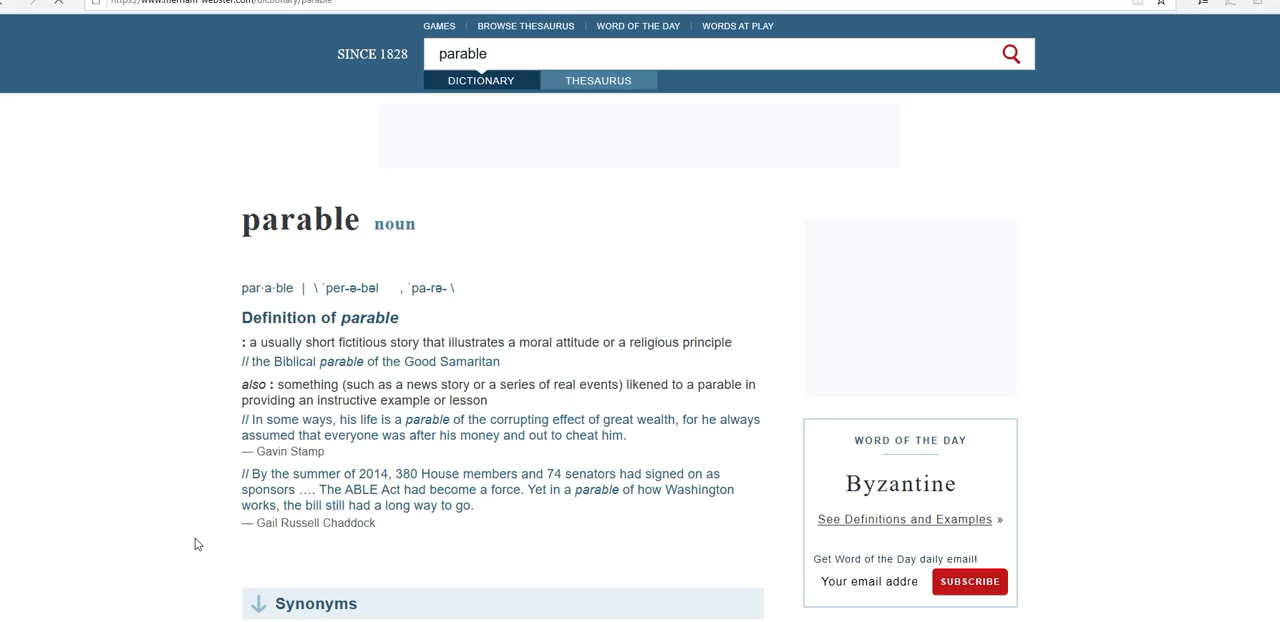 https://www.merriam-webster.com/dictionary/parable
GAMES | BROWSE THESAURUS | WORD OF THE DAY | WORDS AT PLAY
SINCE 1828
parable
DICTIONARY
THESAURUS
parable noun
par·a·ble | \ ˈper-ə-bəl , ˈpa-rə- \
Definition of parable
: a usually short fictitious story that illustrates a moral attitude or a religious principle
// the Biblical parable of the Good Samaritan
also : something (such as a news story or a series of real events) likened to a parable in
providing an instructive example or lesson
// In some ways, his life is a parable of the corrupting effect of great wealth, for he always
assumed that everyone was after his money and out to cheat him.
— Gavin Stamp
// By the summer of 2014, 380 House members and 74 senators had signed on as
sponsors …. The ABLE Act had become a force. Yet in a parable of how Washington
works, the bill still had a long way to go.
— Gail Russell Chaddock
Synonyms
WORD OF THE DAY
Byzantine
See Definitions and Examples »
Get Word of the Day daily email!
Your email addre
SUBSCRIBE